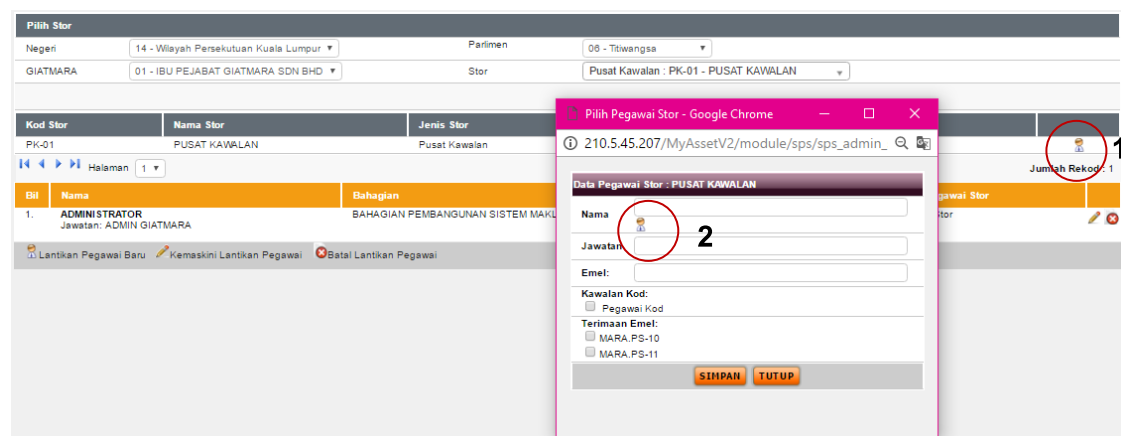 Pilih Stor
Negeri 14 - Wilayah Persekutuan Kuala Lumpur Parlimen 06 - Titiwangsa
GIATMARA 01 - IBU PEJABAT GIATMARA SDN BHD Stor Pusat Kawalan : PK-01 - PUSAT KAWALAN
Kod Stor Nama Stor Jenis Stor
PK-01 PUSAT KAWALAN Pusat Kawalan
1
Halaman 1 Jumlah Rekod : 1
Bil Nama Bahagian gawai Stor
1. ADMINISTRATOR BAHAGIAN PEMBANGUNAN SISTEM MAKL Stor
Jawatan: ADMIN GIATMARA
Lantikan Pegawai Baru Kemaskini Lantikan Pegawai Batal Lantikan Pegawai
Pilih Pegawai Stor - Google Chrome
210.5.45.207/MyAssetV2/module/sps/sps_admin_
Data Pegawai Stor : PUSAT KAWALAN
Nama
2
Jawatan
Emel:
Kawalan Kod:
Pegawai Kod
Terimaan Emel:
MARA.PS-10
MARA.PS-11
SIMPAN TUTUP